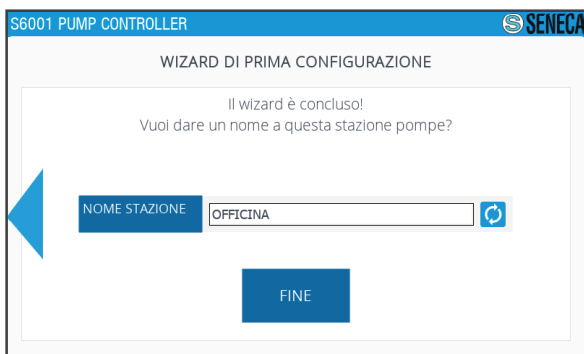 S6001 PUMP CONTROLLER
S SENECA
WIZARD DI PRIMA CONFIGURAZIONE
Il wizard è concluso!
Vuoi dare un nome a questa stazione pompe?
NOME STAZIONE
OFFICINA
FINE